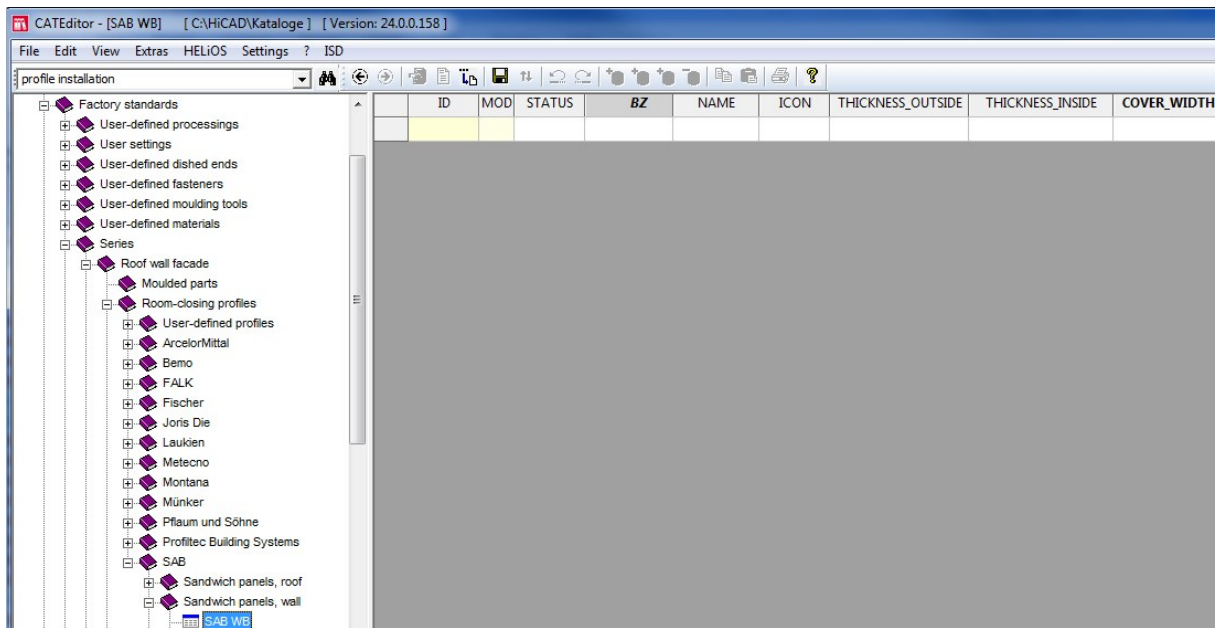 CATEditor - [SAB WB] [ C:\HiCAD\Kataloge ] [ Version: 24.0.0.158 ]
File Edit View Extras HELiOS Settings ? ISD
profile installation
ID MOD STATUS BZ NAME ICON THICKNESS_OUTSIDE THICKNESS_INSIDE COVER_WIDTH
Factory standards
User-defined processings
User settings
User-defined dished ends
User-defined fasteners
User-defined moulding tools
User-defined materials
Series
Roof wall facade
Moulded parts
Room-closing profiles
User-defined profiles
ArcelorMittal
Bemo
FALK
Fischer
Joris Die
Laukien
Metecno
Montana
Münker
Pflaum und Söhne
Profiltec Building Systems
SAB
Sandwich panels, roof
Sandwich panels, wall
SAB WB